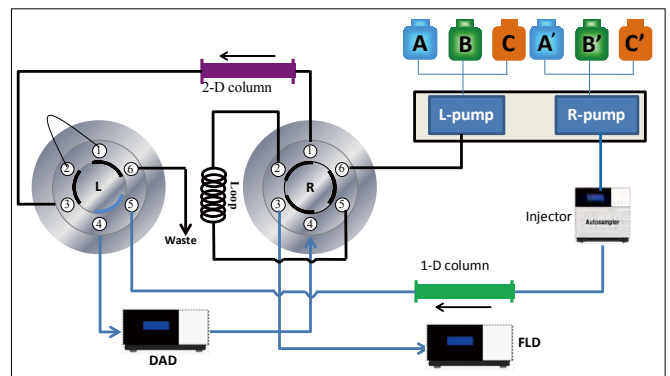 A B C A′ B′ C′
L-pump R-pump
2-D column
1 2 3 4 5 6 L
1 2 3 4 5 6 R
Loop
Waste
Injector
Autosampler
1-D column
DAD
FLD